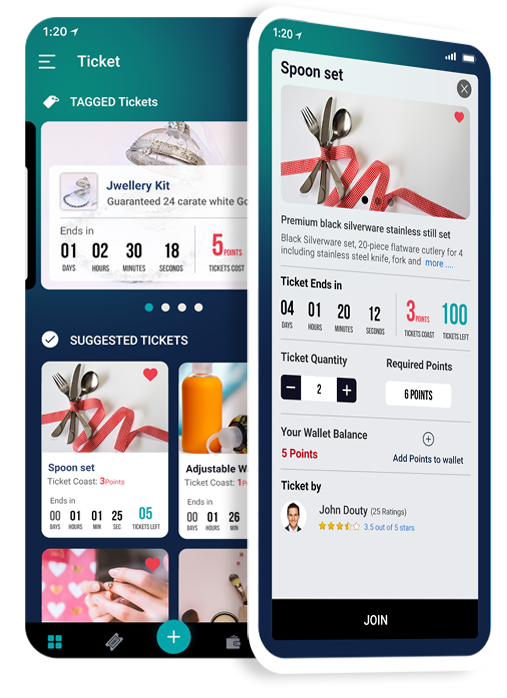 1:20
Ticket
TAGGED Tickets
Jwellery Kit
Guaranteed 24 carate white Go
Ends in
01 02 30 18 5 POINTS
DAYS HOURS MINUTES SECONDS TICKETS COST
SUGGESTED TICKETS
Spoon set
Ticket Coast: 3Points
Ends in
00 01 01 25 05
DAYS HOURS MIN SEC TICKETS LEFT
Adjustable Wa
Ticket Coast: 1P
Ends in
00 01 26
DAYS HOURS MIN
1:20
Spoon set
Premium black silverware stainless still set
Black Silverware set, 20-piece flatware cutlery for 4
including stainless steel knife, fork and more ....
Ticket Ends in
04 01 20 12 3 POINTS 100
DAYS HOURS MINUTES SECONDS TICKETS COAST TICKETS LEFT
Ticket Quantity Required Points
− 2 + 6 POINTS
Your Wallet Balance
5 Points Add Points to wallet
Ticket by
John Douty (25 Ratings)
3.5 out of 5 stars
JOIN